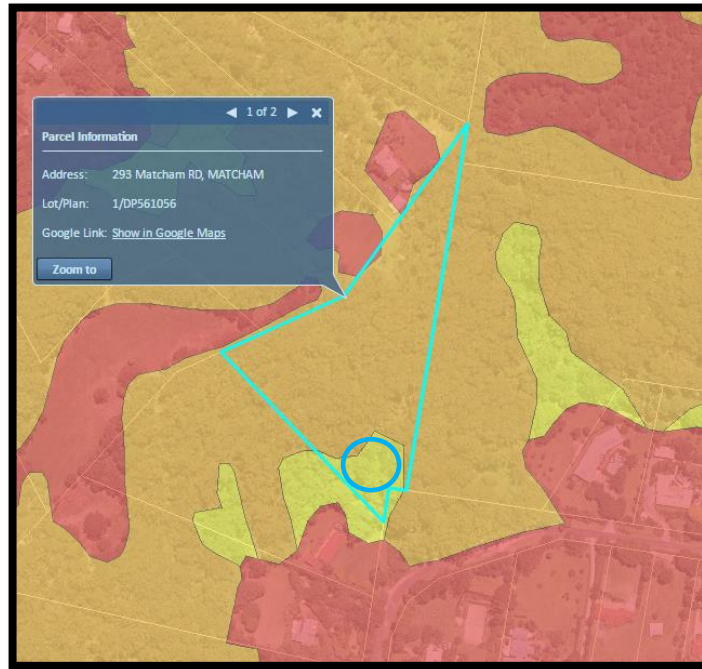 ◀ 1 of 2 ▶ ✖
Parcel Information
Address: 293 Matcham RD, MATCHAM
Lot/Plan: 1/DP561056
Google Link: Show in Google Maps
Zoom to